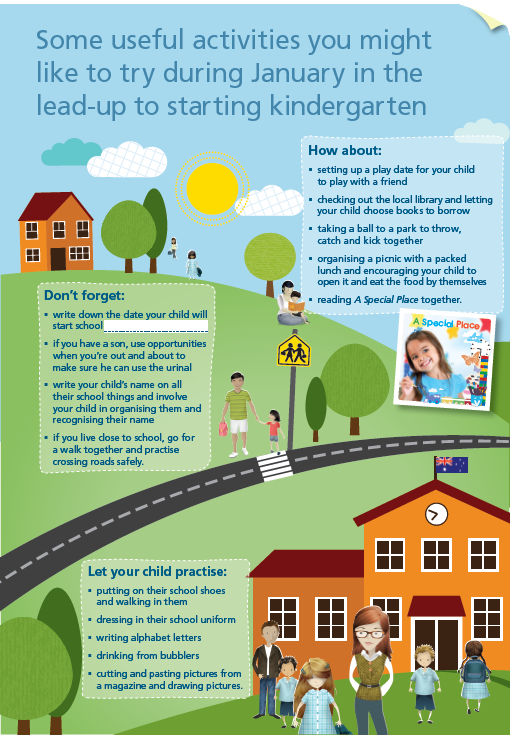 Some useful activities you might
like to try during January in the
lead-up to starting kindergarten
How about:
▪ setting up a play date for your child
to play with a friend
▪ checking out the local library and letting
your child choose books to borrow
▪ taking a ball to a park to throw,
catch and kick together
▪ organising a picnic with a packed
lunch and encouraging your child to
open it and eat the food by themselves
▪ reading A Special Place together.
A Special Place
Don't forget:
▪ write down the date your child will
start school
▪ if you have a son, use opportunities
when you're out and about to
make sure he can use the urinal
▪ write your child's name on all
their school things and involve
your child in organising them and
recognising their name
▪ if you live close to school, go for
a walk together and practise
crossing roads safely.
Let your child practise:
▪ putting on their school shoes
and walking in them
▪ dressing in their school uniform
▪ writing alphabet letters
▪ drinking from bubblers
▪ cutting and pasting pictures from
a magazine and drawing pictures.